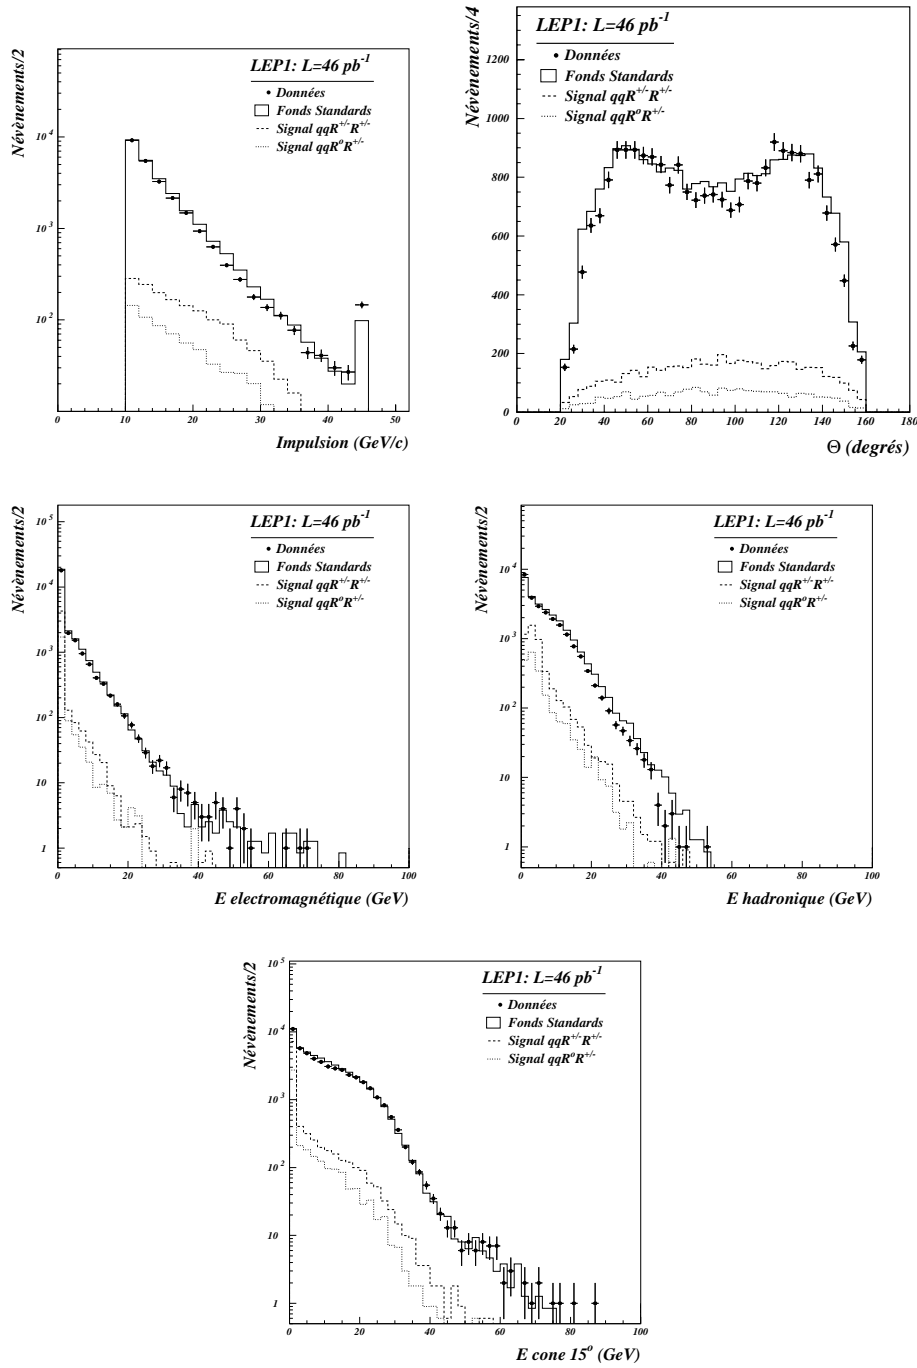 Névènements/2
LEP1: L=46 pb⁻¹
Données
Fonds Standards
Signal qqR⁺/⁻R⁺/⁻
Signal qqRᵒR⁺/⁻
10⁴
10³
10²
0 10 20 30 40 50
Impulsion (GeV/c)
Névènements/4
LEP1: L=46 pb⁻¹
Données
Fonds Standards
Signal qqR⁺/⁻R⁺/⁻
Signal qqRᵒR⁺/⁻
1200
1000
800
600
400
200
0
0 20 40 60 80 100 120 140 160 180
Θ (degrés)
Névènements/2
LEP1: L=46 pb⁻¹
Données
Fonds Standards
Signal qqR⁺/⁻R⁺/⁻
Signal qqRᵒR⁺/⁻
10⁵
10⁴
10³
10²
10
1
0 20 40 60 80 100
E electromagnétique (GeV)
Névènements/2
LEP1: L=46 pb⁻¹
Données
Fonds Standards
Signal qqR⁺/⁻R⁺/⁻
Signal qqRᵒR⁺/⁻
10⁴
10³
10²
10
1
0 20 40 60 80 100
E hadronique (GeV)
Névènements/2
LEP1: L=46 pb⁻¹
Données
Fonds Standards
Signal qqR⁺/⁻R⁺/⁻
Signal qqRᵒR⁺/⁻
10⁵
10⁴
10³
10²
10
1
0 20 40 60 80 100
E cone 15ᵒ (GeV)